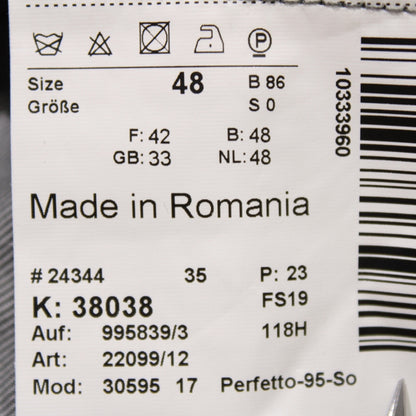 P
Size 48 B 86
Größe S 0
F: 42 B: 48
GB: 33 NL: 48
Made in Romania
# 24344 35 P: 23
K: 38038 FS19
Auf: 995839/3 118H
Art: 22099/12
Mod: 30595 17 Perfetto-95-So
10333960